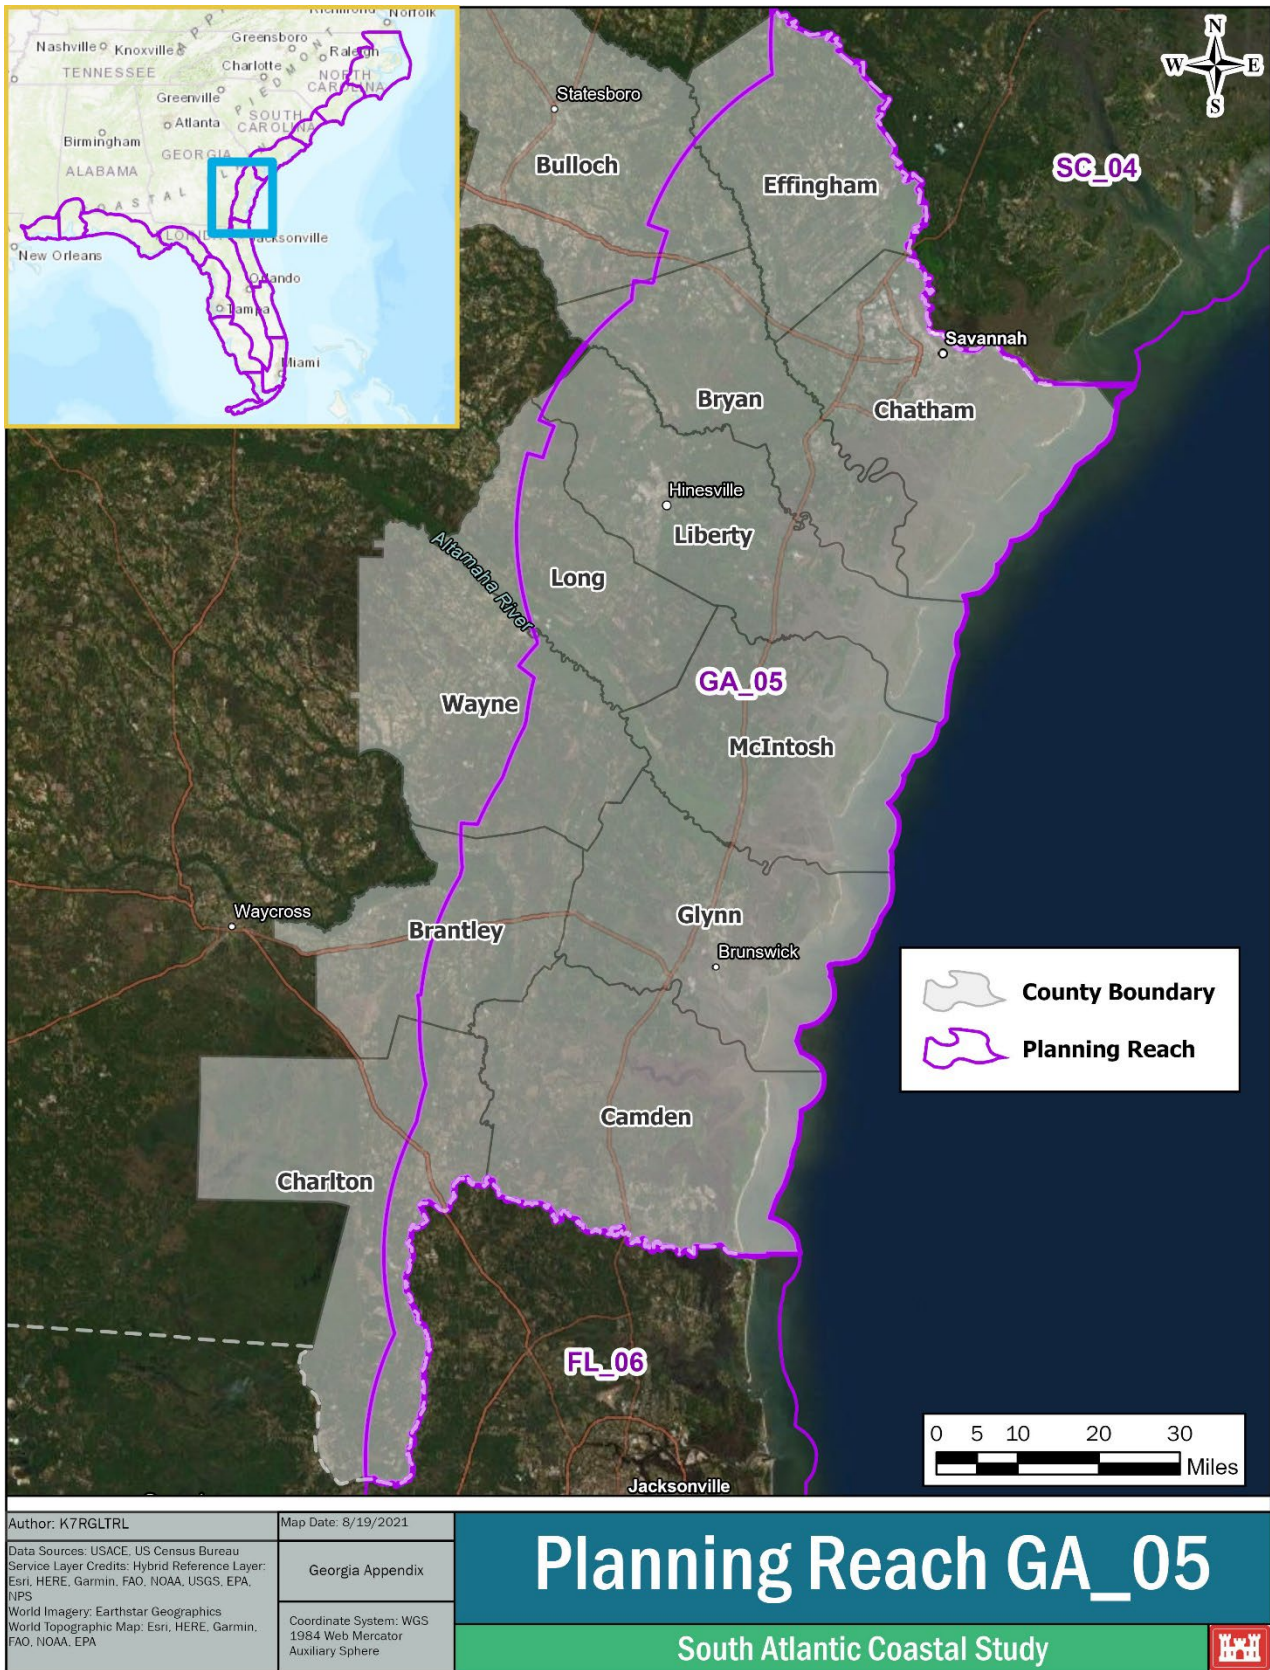 Richmond
Norfolk
Nashville
Knoxville
Greensboro
Raleigh
TENNESSEE
Charlotte
NORTH
CAROLINA
PIEDMONT
Greenville
SOUTH
CAROLINA
Atlanta
Birmingham
GEORGIA
ALABAMA
COASTAL
FLORIDA
Jacksonville
New Orleans
Orlando
Tampa
Miami
N
W E
S
Statesboro
Bulloch
Effingham
SC_04
Savannah
Bryan
Chatham
Hinesville
Liberty
Altamaha River
Long
GA_05
Wayne
McIntosh
Waycross
Brantley
Glynn
Brunswick
County Boundary
Planning Reach
Camden
Charlton
FL_06
0 5 10 20 30
Miles
Jacksonville
Author: K7RGLTRL
Data Sources: USACE, US Census Bureau
Service Layer Credits: Hybrid Reference Layer:
Esri, HERE, Garmin, FAO, NOAA, USGS, EPA,
NPS
World Imagery: Earthstar Geographics
World Topographic Map: Esri, HERE, Garmin,
FAO, NOAA, EPA
Map Date: 8/19/2021
Georgia Appendix
Coordinate System: WGS
1984 Web Mercator
Auxiliary Sphere
Planning Reach GA_05
South Atlantic Coastal Study